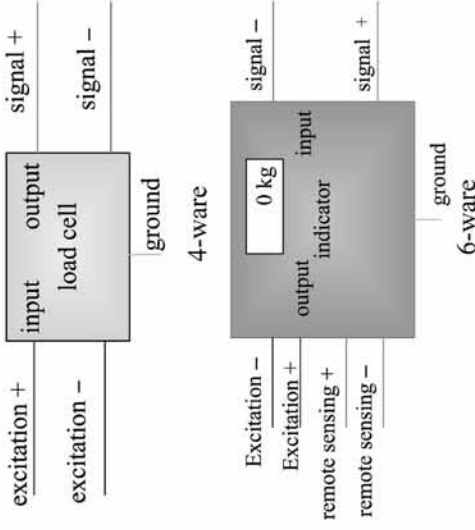 excitation + input output signal +
load cell
excitation – signal –
ground
4-ware
Excitation – signal –
0 kg
Excitation + output input
indicator
remote sensing +
remote sensing – signal +
ground
6-ware